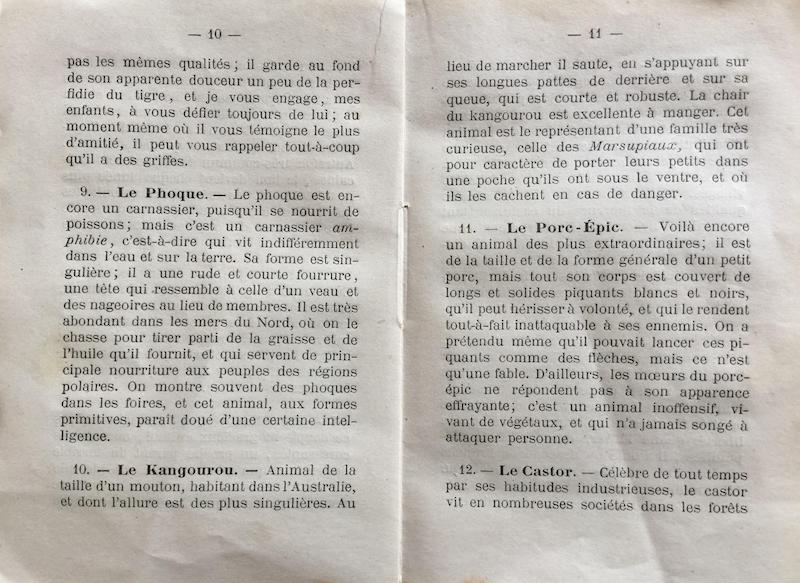 — 10 —
pas les mêmes qualités ; il garde au fond
de son apparente douceur un peu de la per-
fidie du tigre, et je vous engage, mes
enfants, à vous défier toujours de lui ; au
moment même où il vous témoigne le plus
d'amitié, il peut vous rappeler tout-à-coup
qu'il a des griffes.
9. — Le Phoque. — Le phoque est en-
core un carnassier, puisqu'il se nourrit de
poissons ; mais c'est un carnassier am-
phibie, c'est-à-dire qui vit indifféremment
dans l'eau et sur la terre. Sa forme est sin-
gulière ; il a une rude et courte fourrure,
une tête qui ressemble à celle d'un veau et
des nageoires au lieu de membres. Il est très
abondant dans les mers du Nord, où on le
chasse pour tirer parti de la graisse et de
l'huile qu'il fournit, et qui servent de prin-
cipale nourriture aux peuples des régions
polaires. On montre souvent des phoques
dans les foires, et cet animal, aux formes
primitives, paraît doué d'une certaine intel-
ligence.
10. — Le Kangourou. — Animal de la
taille d'un mouton, habitant dans l'Australie,
et dont l'allure est des plus singulières. Au
— 11 —
lieu de marcher il saute, en s'appuyant sur
ses longues pattes de derrière et sur sa
queue, qui est courte et robuste. La chair
du kangourou est excellente à manger. Cet
animal est le représentant d'une famille très
curieuse, celle des Marsupiaux, qui ont
pour caractère de porter leurs petits dans
une poche qu'ils ont sous le ventre, et où
ils les cachent en cas de danger.
11. — Le Porc-Épic. — Voilà encore
un animal des plus extraordinaires ; il est
de la taille et de la forme générale d'un petit
porc, mais tout son corps est couvert de
longs et solides piquants blancs et noirs,
qu'il peut hérisser à volonté, et qui le rendent
tout-à-fait inattaquable à ses ennemis. On a
prétendu même qu'il pouvait lancer ces pi-
quants comme des flèches, mais ce n'est
qu'une fable. D'ailleurs, les mœurs du porc-
épic ne répondent pas à son apparence
effrayante ; c'est un animal inoffensif, vi-
vant de végétaux, et qui n'a jamais songé à
attaquer personne.
12. — Le Castor. — Célèbre de tout temps
par ses habitudes industrieuses, le castor
vit en nombreuses sociétés dans les forêts